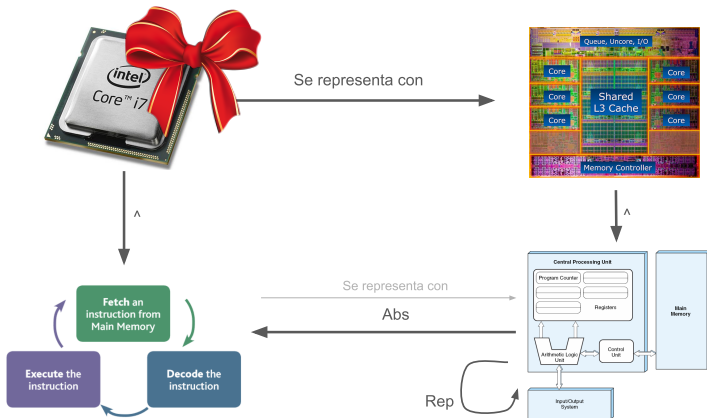 intel
Core™ i7
Se representa con
Queue, Uncore, I/O
Core
Core
Core
Shared
L3 Cache
Core
Core
Core
Memory Controller
^
^
Fetch an
instruction from
Main Memory
Execute the
instruction
Decode the
instruction
Se representa con
Abs
Rep
Central Processing Unit
Program Counter
Registers
Arithmetic Logic
Unit
Control
Unit
Main
Memory
Input/Output
System